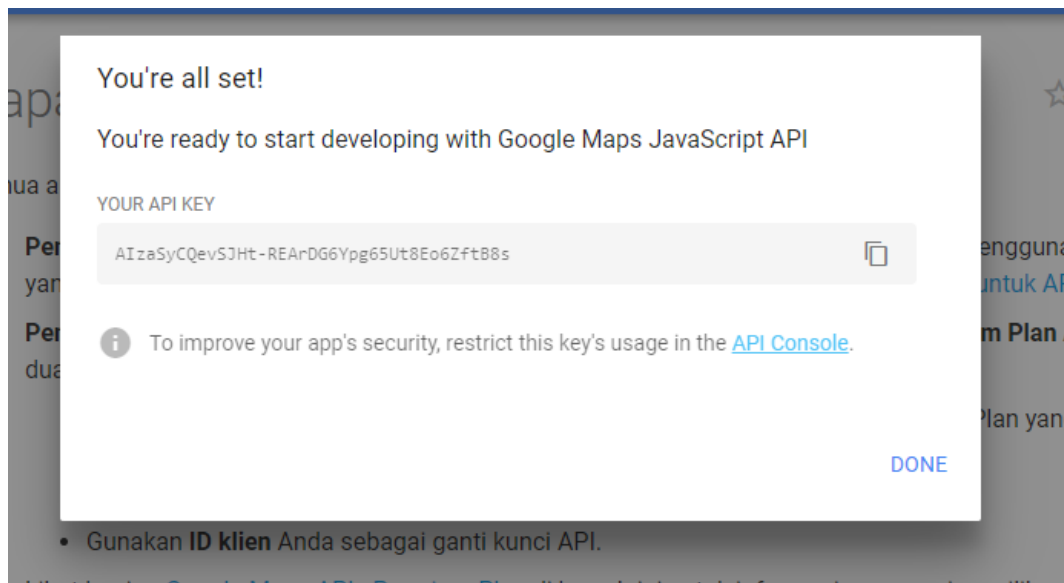 You're all set!
You're ready to start developing with Google Maps JavaScript API
YOUR API KEY
AIzaSyCQevSJHt-REArDG6Ypg65Ut8Eo6ZftB8s
To improve your app's security, restrict this key's usage in the API Console.
untuk
Plan
DONE
• Gunakan ID klien Anda sebagai ganti kunci API.